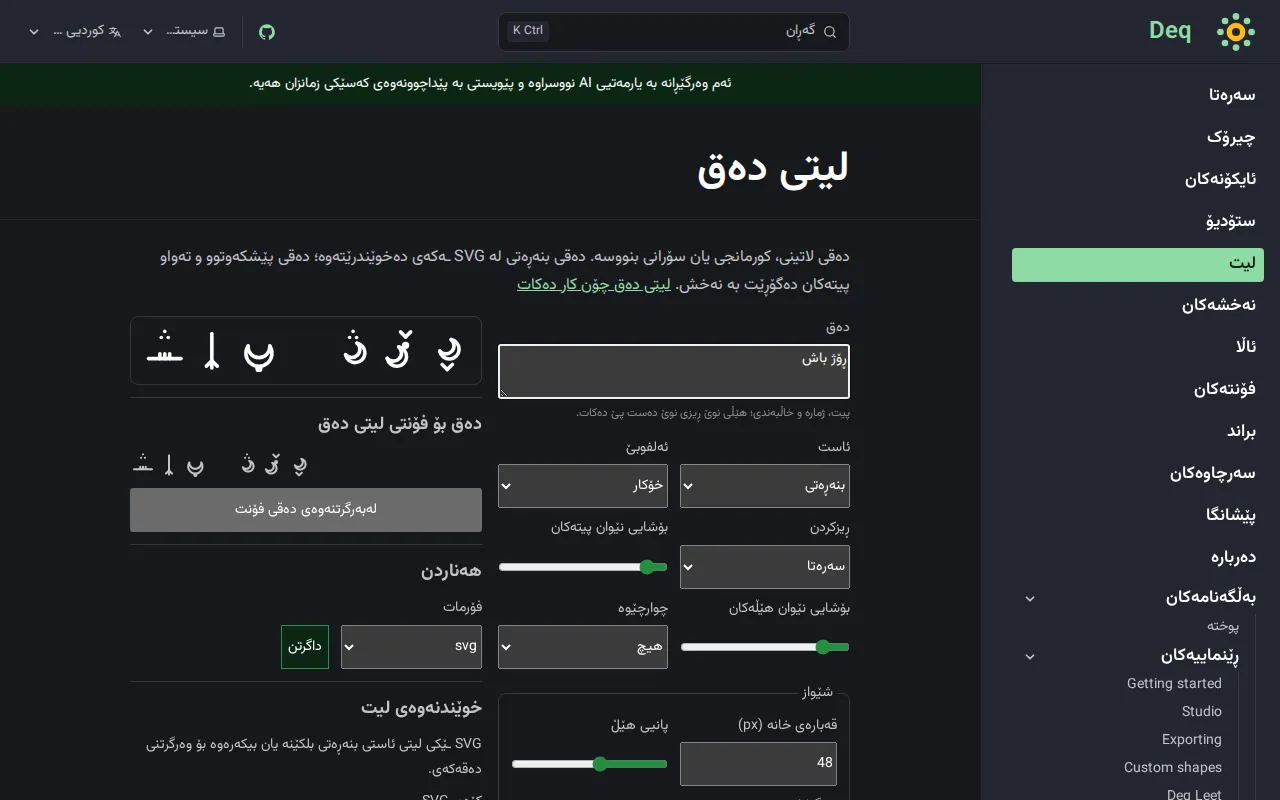 Deq
گەڕان
K Ctrl
سیستـ...
کوردیی ...
ئەم وەرگێڕانە بە یارمەتیی AI نووسراوە و پێویستی بە پێداچوونەوەی کەسێکی زمانزان هەیە.
سەرەتا
چیرۆک
ئایکۆنەکان
ستۆدیۆ
لیت
نەخشەکان
ئاڵا
فۆنتەکان
براند
سەرچاوەکان
پێشانگا
دەربارە
بەڵگەنامەکان
پوختە
ڕێنماییەکان
Getting started
Studio
Exporting
Custom shapes
Deq Leet
لیتی دەق
دەقی لاتینی، کورمانجی یان سۆرانی بنووسە. دەقی بنەڕەتی لە SVG ـەکەی دەخوێندرێتەوە؛ دەقی پێشکەوتوو و تەواو
پیتەکان دەگۆڕێت بە نەخش. لیتی دەق چۆن کار دەکات
دەق
ڕۆژ باش
پیت، ژمارە و خاڵبەندی؛ هێڵی نوێ ڕیزی نوێ دەست پێ دەکات.
ئاست
ئەلفوبێ
بنەڕەتی
خۆکار
ڕیزکردن
بۆشایی نێوان پیتەکان
سەرەتا
بۆشایی نێوان هێڵەکان
چوارچێوە
هیچ
شێواز
قەبارەی خانە (px)
پانیی هێڵ
48
دەق بۆ فۆنتی لیتی دەق
لەبەرگرتنەوەی دەقی فۆنت
هەناردن
فۆرمات
svg
داگرتن
خوێندنەوەی لیت
SVG ـێکی لیتی ئاستی بنەڕەتی بلکێنە یان بیکەرەوە بۆ وەرگرتنی
دەقەکەی.